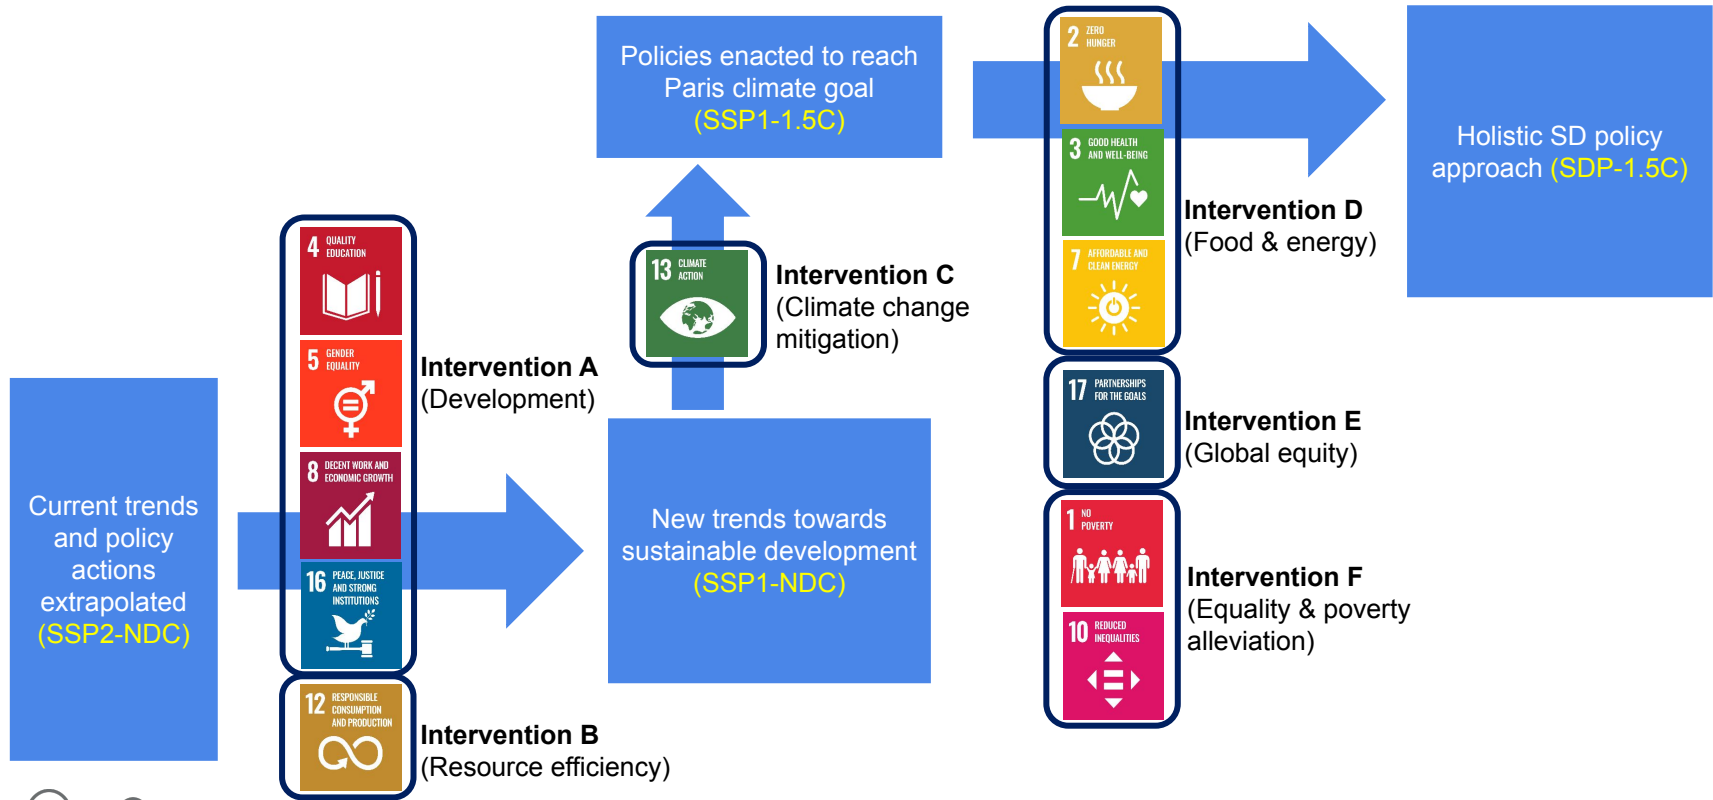 Current trends
and policy
actions
extrapolated
(SSP2-NDC)
4 QUALITY
EDUCATION
5 GENDER
EQUALITY
8 DECENT WORK AND
ECONOMIC GROWTH
16 PEACE, JUSTICE
AND STRONG
INSTITUTIONS
Intervention A
(Development)
12 RESPONSIBLE
CONSUMPTION
AND PRODUCTION
Intervention B
(Resource efficiency)
New trends towards
sustainable development
(SSP1-NDC)
13 CLIMATE
ACTION
Intervention C
(Climate change
mitigation)
Policies enacted to reach
Paris climate goal
(SSP1-1.5C)
2 ZERO
HUNGER
3 GOOD HEALTH
AND WELL-BEING
7 AFFORDABLE AND
CLEAN ENERGY
Intervention D
(Food & energy)
17 PARTNERSHIPS
FOR THE GOALS
Intervention E
(Global equity)
1 NO
POVERTY
10 REDUCED
INEQUALITIES
Intervention F
(Equality & poverty
alleviation)
Holistic SD policy
approach (SDP-1.5C)